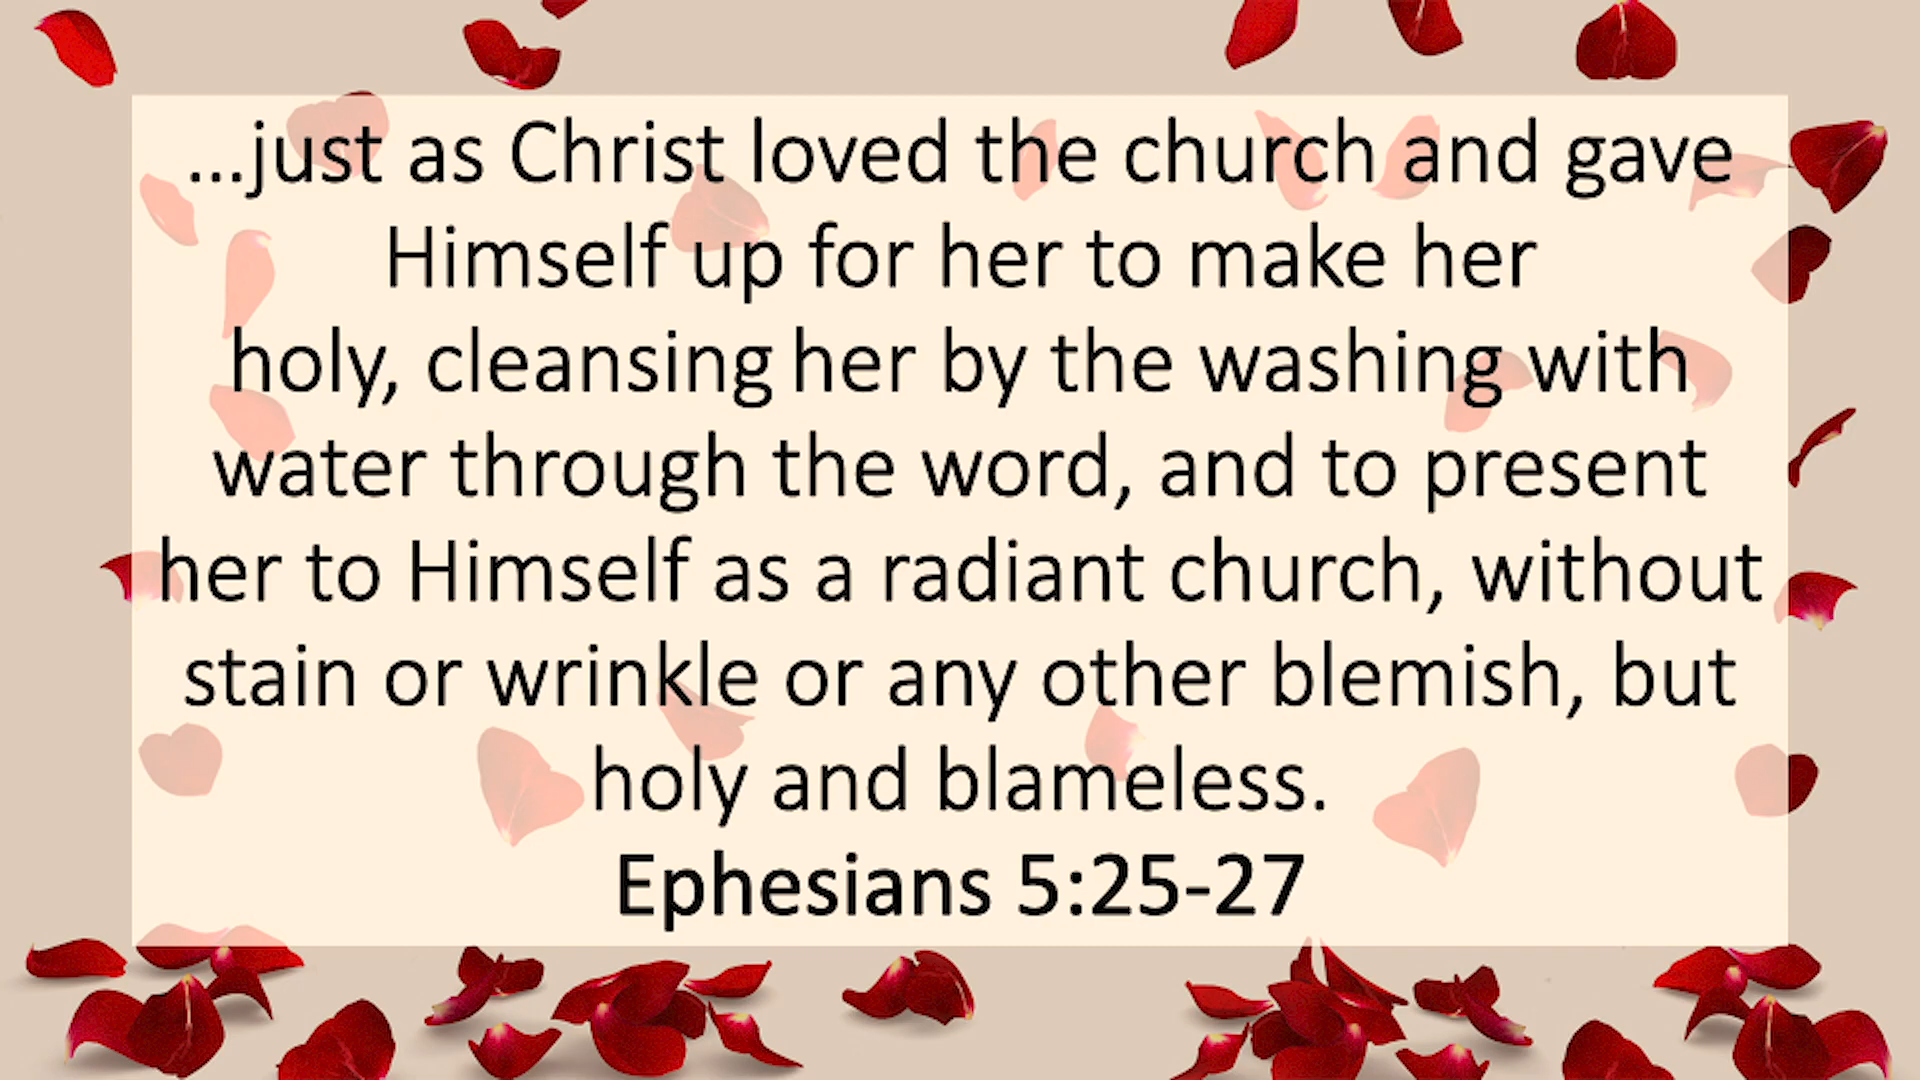 ...just as Christ loved the church and gave
Himself up for her to make her
holy, cleansing her by the washing with
water through the word, and to present
her to Himself as a radiant church, without
stain or wrinkle or any other blemish, but
holy and blameless.
Ephesians 5:25-27